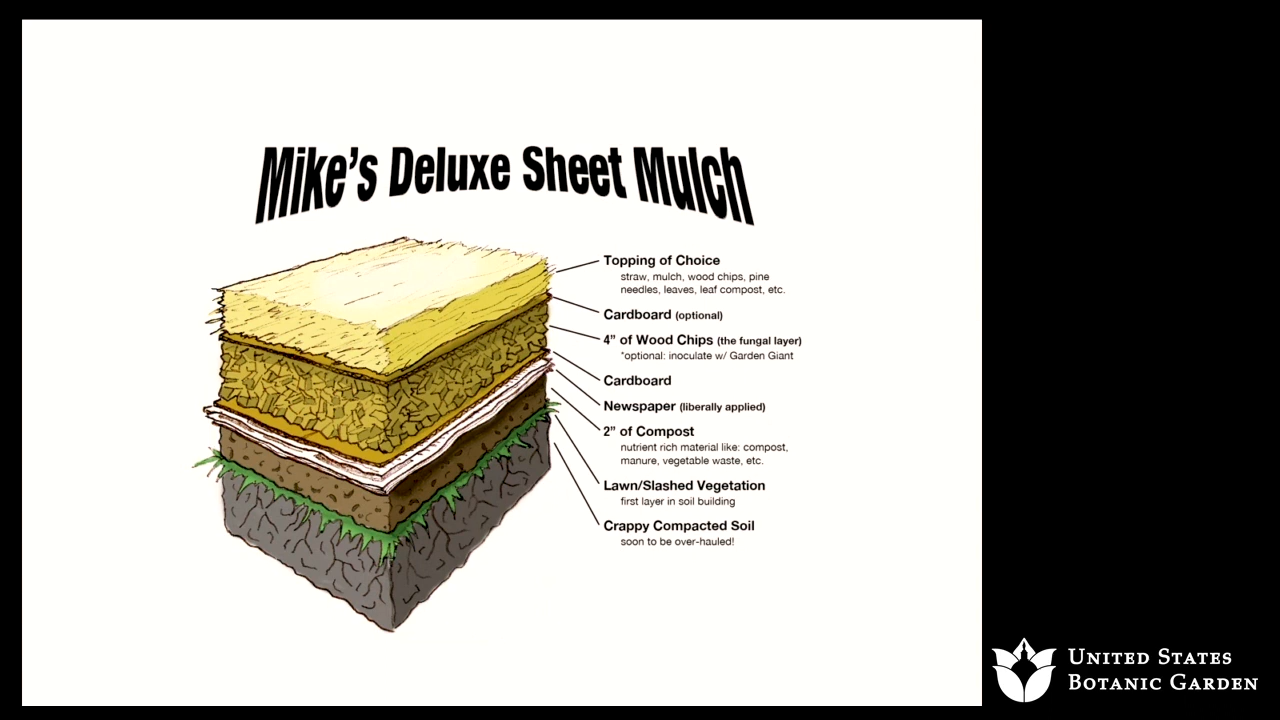 Mike's Deluxe Sheet Mulch
Topping of Choice
straw, mulch, wood chips, pine
needles, leaves, leaf compost, etc.
Cardboard (optional)
4" of Wood Chips (the fungal layer)
*optional: inoculate w/ Garden Giant
Cardboard
Newspaper (liberally applied)
2" of Compost
nutrient rich material like: compost,
manure, vegetable waste, etc.
Lawn/Slashed Vegetation
first layer in soil building
Crappy Compacted Soil
soon to be over-hauled!
UNITED STATES
BOTANIC GARDEN